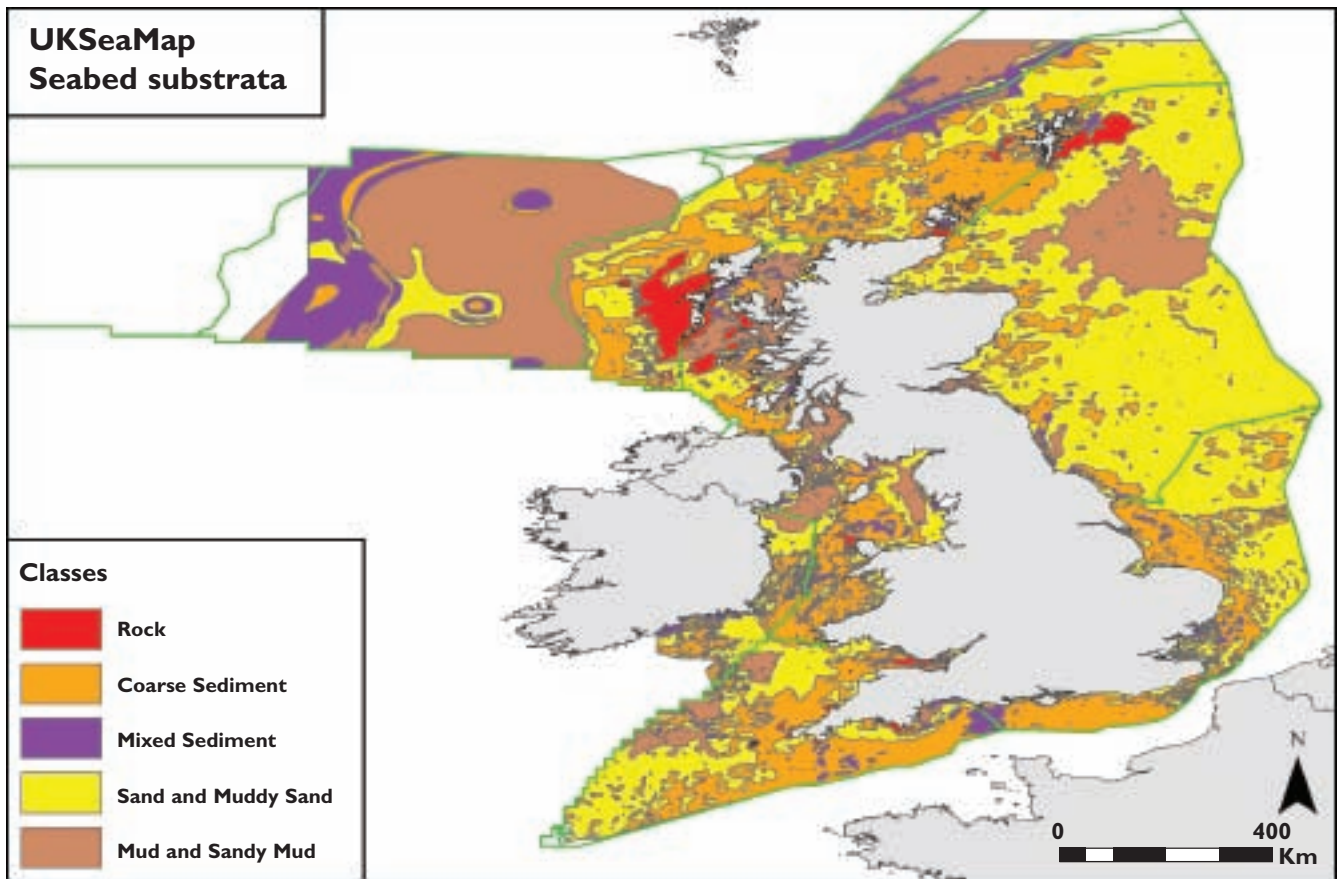 UKSeaMap
Seabed substrata
Classes
Rock
Coarse Sediment
Mixed Sediment
Sand and Muddy Sand
Mud and Sandy Mud
N
0 400
Km